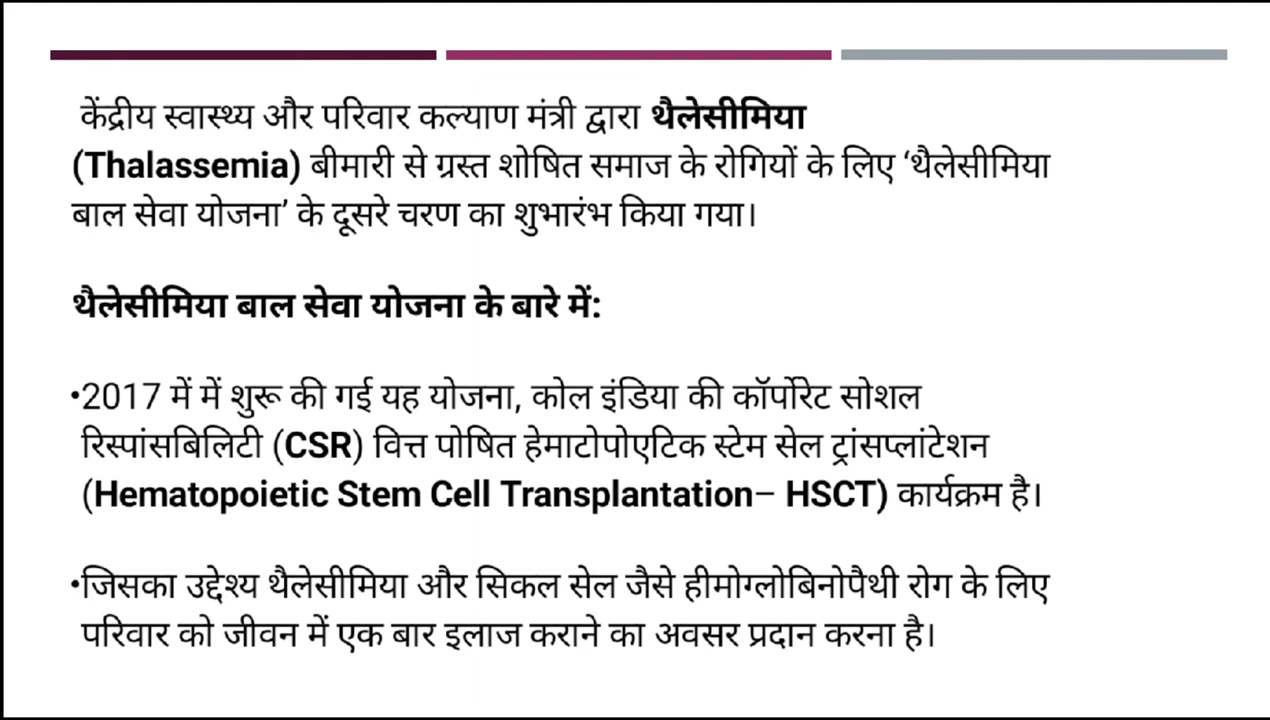 केंद्रीय स्वास्थ्य और परिवार कल्याण मंत्री द्वारा थैलेसीमिया
(Thalassemia) बीमारी से ग्रस्त शोषित समाज के रोगियों के लिए ‘थैलेसीमिया
बाल सेवा योजना’ के दूसरे चरण का शुभारंभ किया गया।
थैलेसीमिया बाल सेवा योजना के बारे में:
•2017 में में शुरू की गई यह योजना, कोल इंडिया की कॉर्पोरेट सोशल
रिस्पांसबिलिटी (CSR) वित्त पोषित हेमाटोपोएटिक स्टेम सेल ट्रांसप्लांटेशन
(Hematopoietic Stem Cell Transplantation– HSCT) कार्यक्रम है।
•जिसका उद्देश्य थैलेसीमिया और सिकल सेल जैसे हीमोग्लोबिनोपैथी रोग के लिए
परिवार को जीवन में एक बार इलाज कराने का अवसर प्रदान करना है।